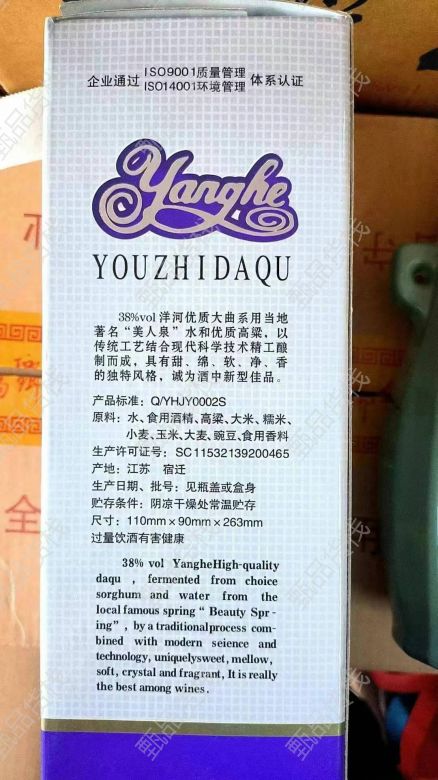 企业通过 ISO9001质量管理 体系认证
ISO14001环境管理
Yanghe
YOUZHIDAQU
38%vol洋河优质大曲系用当地
著名“美人泉”水和优质高粱，以
传统工艺结合现代科学技术精工酿
制而成，具有甜、绵、软、净、香
的独特风格，诚为酒中新型佳品。
产品标准：Q/YHJY0002S
原料：水、食用酒精、高粱、大米、糯米、
小麦、玉米、大麦、豌豆、食用香料
生产许可证号：SC11532139200465
产地：江苏 宿迁
生产日期、批号：见瓶盖或盒身
贮存条件：阴凉干燥处常温贮存
尺寸：110mm×90mm×263mm
过量饮酒有害健康
38% vol YangheHigh-quality
daqu , fermented from choice
sorghum and water from the
local famous spring “ Beauty Spr-
ing” , by a traditionalprocess com-
bined with modern seience and
technology, uniquelysweet, mellow,
soft, crystal and fragrant, It is really
the best among wines.
甄品货栈